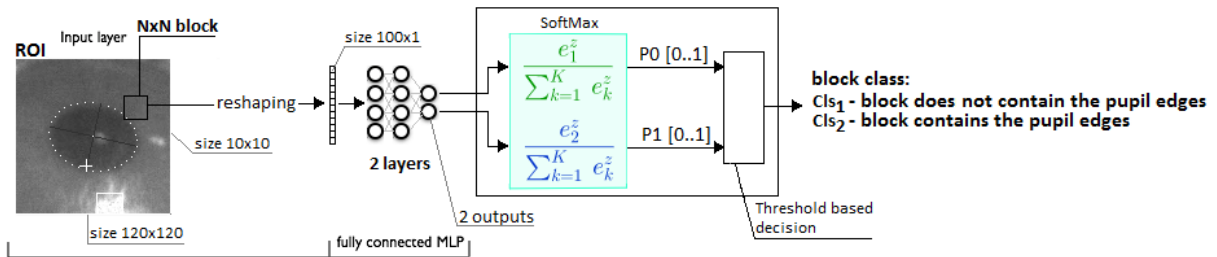 Input layer
NxN block
ROI
size 10x10
size 120x120
reshaping
size 100x1
2 layers
fully connected MLP
2 outputs
SoftMax
e_1^z / \sum_{k=1}^{K} e_k^z
P0 [0..1]
e_2^z / \sum_{k=1}^{K} e_k^z
P1 [0..1]
Threshold based
decision
block class:
Cls1 - block does not contain the pupil edges
Cls2 - block contains the pupil edges